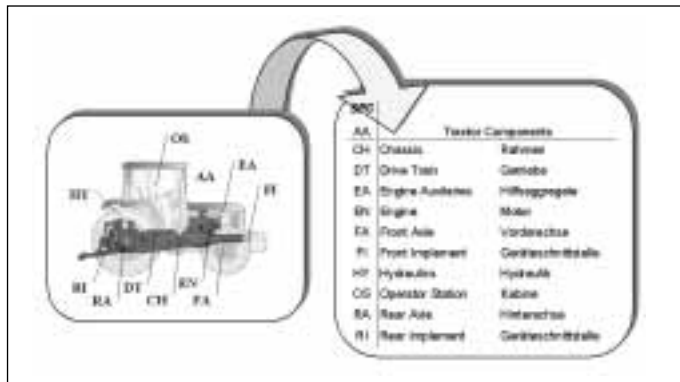 OS
EA
AA
FI
HY
RI
RA
DT
CH
EN
FA
AA Tractor Components
CH Chassis Rahmen
DT Drive Train Getriebe
EA Engine Auxiliaries Hilfsaggregate
EN Engine Motor
FA Front Axle Vorderachse
FI Front Implement Geräteschnittstelle
HY Hydraulics Hydraulik
OS Operator Station Kabine
RA Rear Axle Hinterachse
RI Rear Implement Geräteschnittstelle